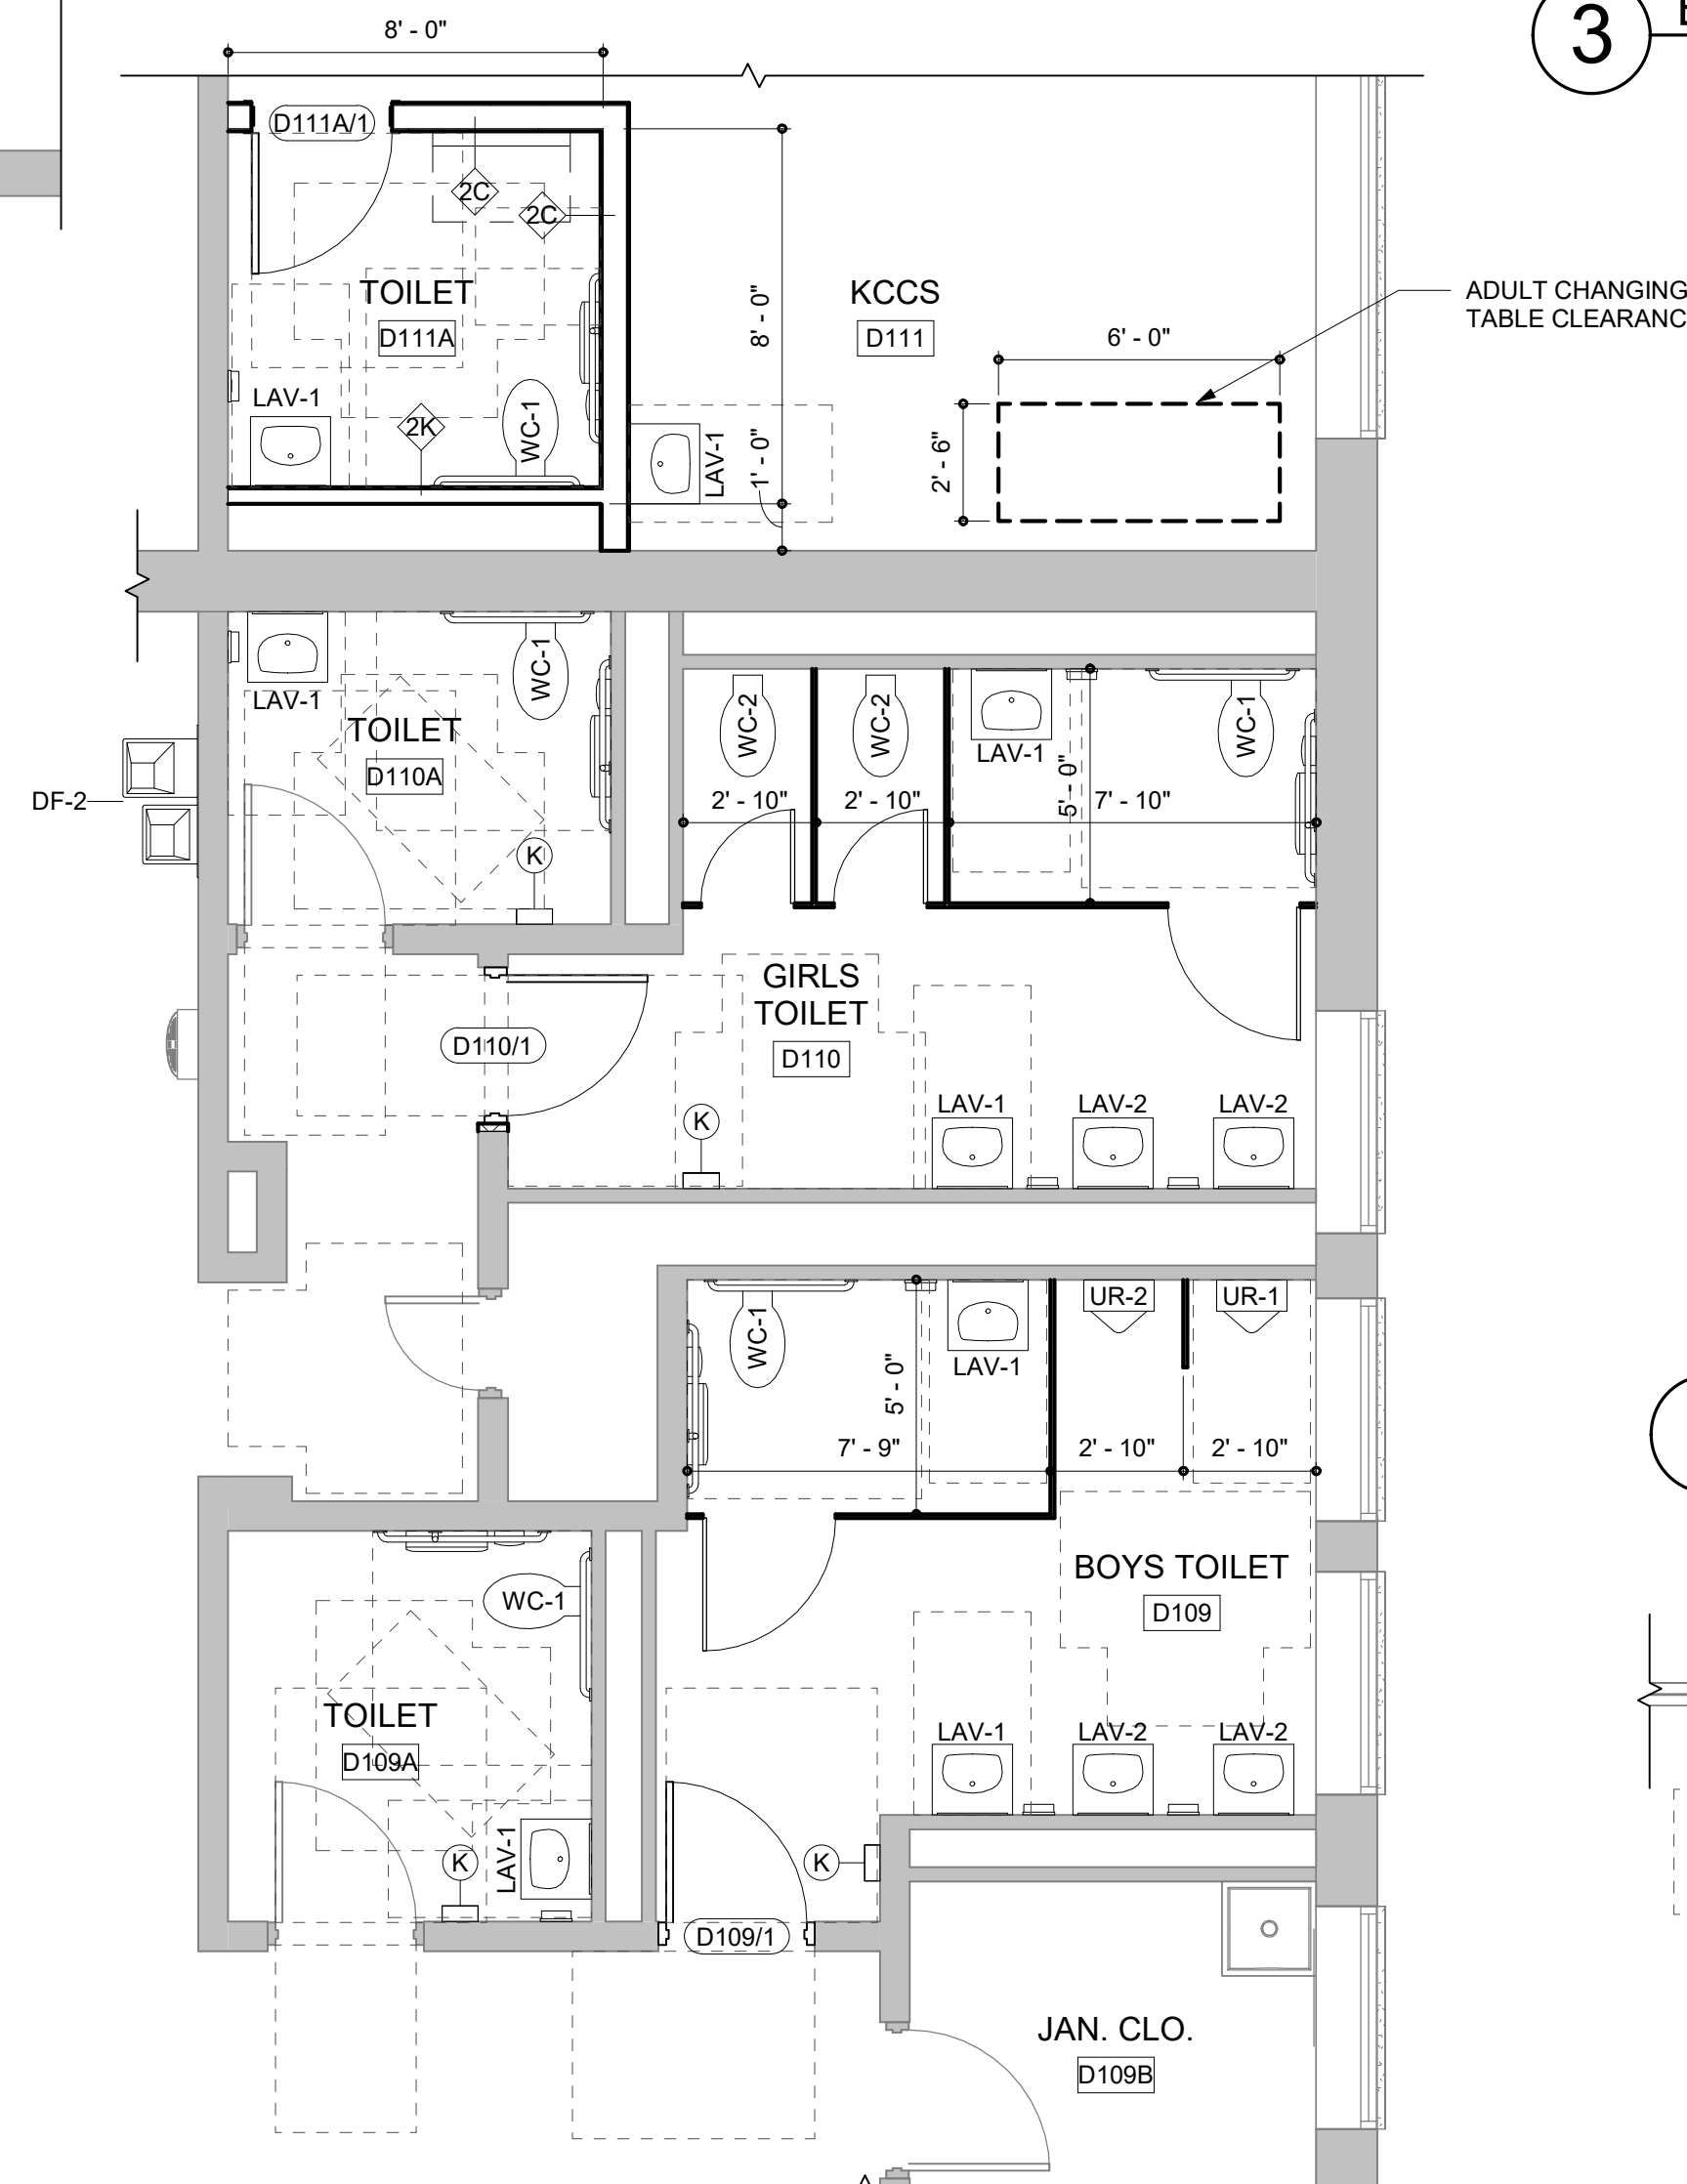 8' - 0"
3
D111A/1
2C
2C
TOILET
D111A
KCCS
D111
8' - 0"
ADULT CHANGING
TABLE CLEARANC
6' - 0"
2' - 6"
LAV-1
2K
WC-1
LAV-1
1' - 0"
LAV-1
WC-1
TOILET
D110A
DF-2
K
WC-2
WC-2
LAV-1
WC-1
2' - 10"
2' - 10"
5' - 0"
7' - 10"
GIRLS
TOILET
D110
D110/1
K
LAV-1
LAV-2
LAV-2
WC-1
LAV-1
UR-2
UR-1
5' - 0"
7' - 9"
2' - 10"
2' - 10"
BOYS TOILET
D109
WC-1
TOILET
D109A
LAV-1
LAV-2
LAV-2
K
LAV-1
K
D109/1
JAN. CLO.
D109B